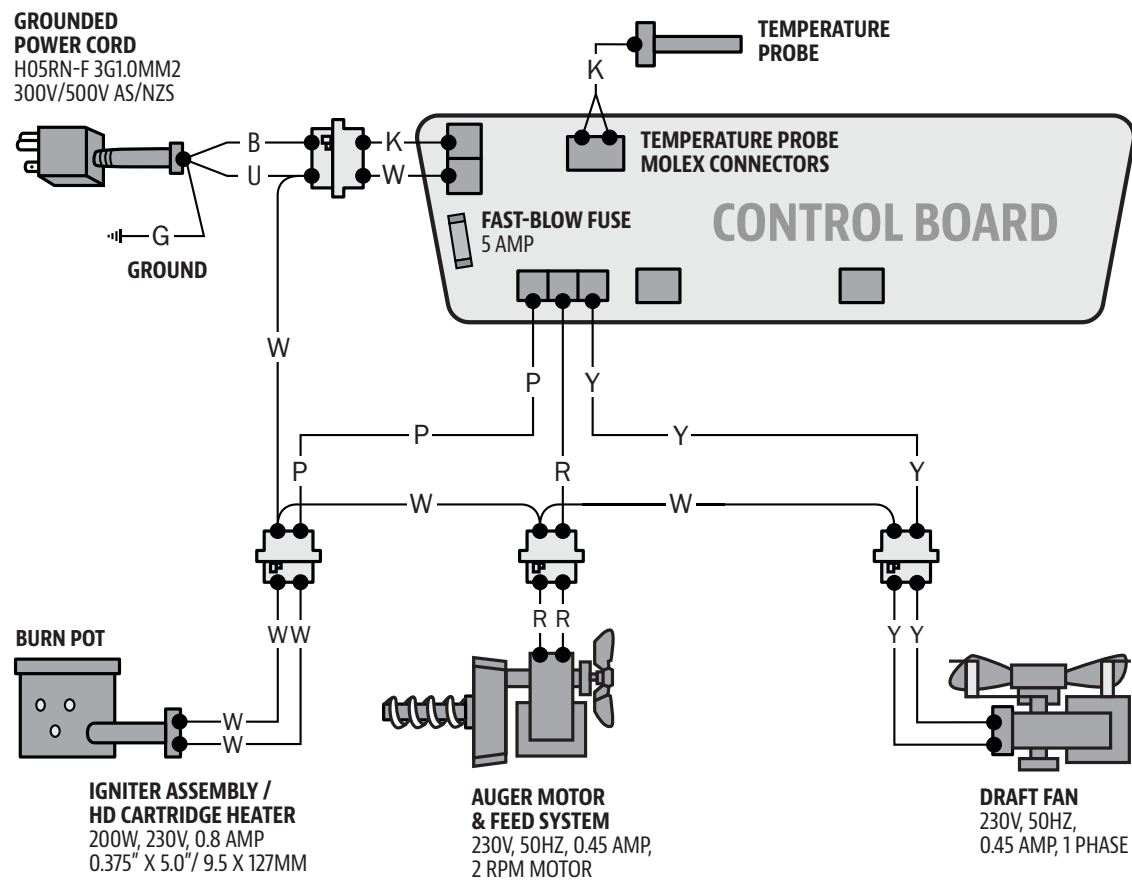 GROUNDED
POWER CORD
H05RN-F 3G1.0MM2
300V/500V AS/NZS
TEMPERATURE
PROBE
K
B
K
U
W
TEMPERATURE PROBE
MOLEX CONNECTORS
FAST-BLOW FUSE
5 AMP
CONTROL BOARD
G
GROUND
W
P
Y
P
Y
P
R
Y
W
W
R R
W W
Y Y
BURN POT
W
W
IGNITER ASSEMBLY /
HD CARTRIDGE HEATER
200W, 230V, 0.8 AMP
0.375" X 5.0"/ 9.5 X 127MM
AUGER MOTOR
& FEED SYSTEM
230V, 50HZ, 0.45 AMP,
2 RPM MOTOR
DRAFT FAN
230V, 50HZ,
0.45 AMP, 1 PHASE